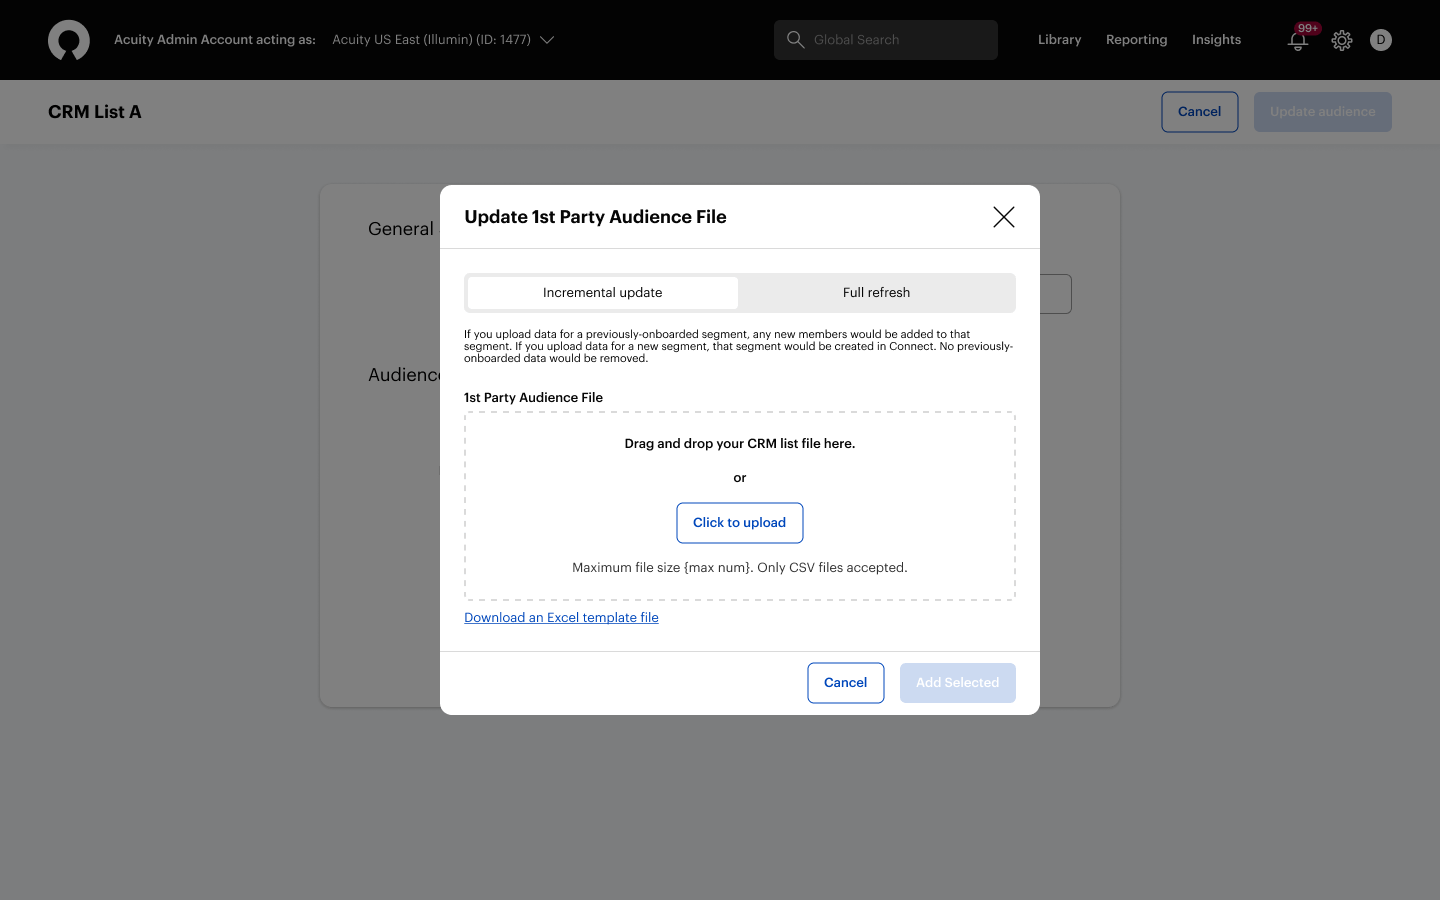 Acuity Admin Account acting as: Acuity US East (Illumin) (ID: 1477)
Global Search
Library Reporting Insights
99+
D
CRM List A
Cancel Update audience
General
Update 1st Party Audience File
Incremental update Full refresh
If you upload data for a previously-onboarded segment, any new members would be added to that
segment. If you upload data for a new segment, that segment would be created in Connect. No previously-
onboarded data would be removed.
Audience
1st Party Audience File
Drag and drop your CRM list file here.
or
Click to upload
Maximum file size {max num}. Only CSV files accepted.
Download an Excel template file
Cancel Add Selected